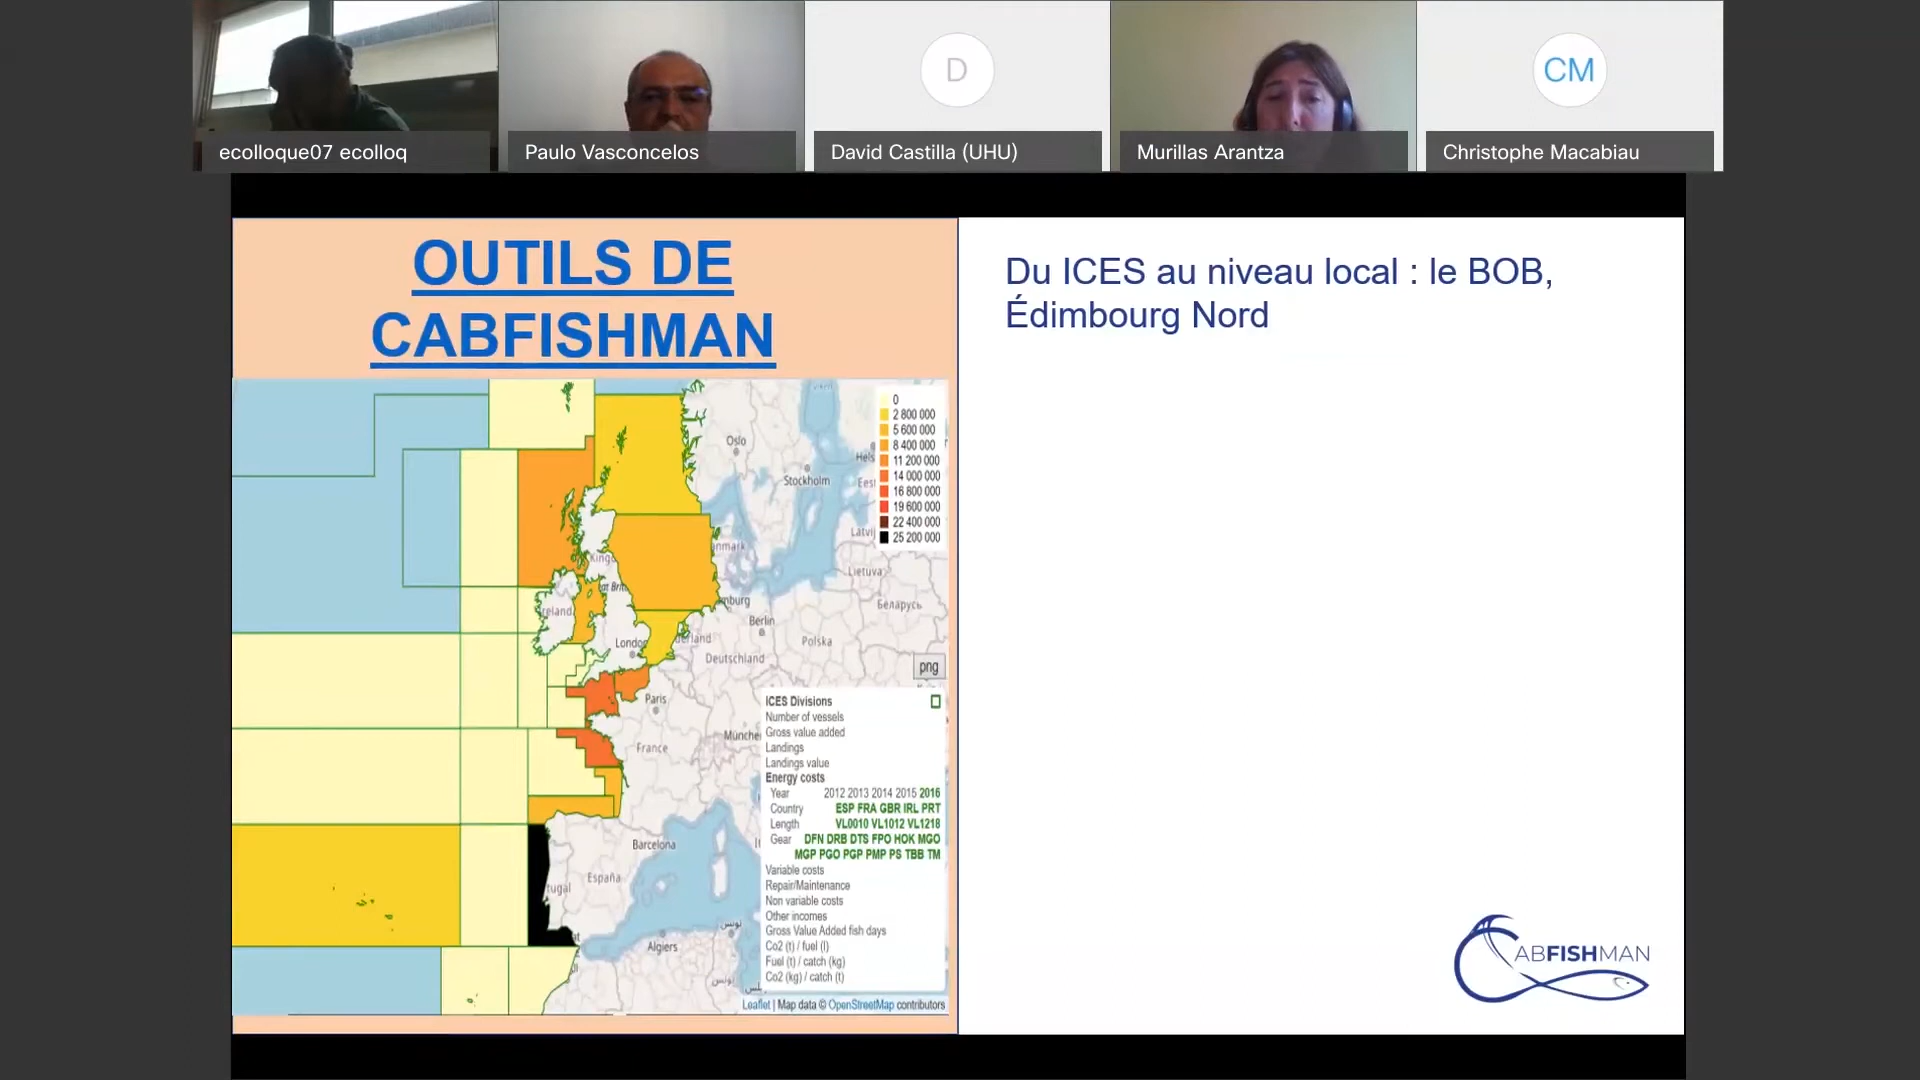 ecolloque07 ecolloq
Paulo Vasconcelos
D
David Castilla (UHU)
Murillas Arantza
CM
Christophe Macabiau
OUTILS DE
CABFISHMAN
Du ICES au niveau local : le BOB,
Édimbourg Nord
0
2 800 000
5 600 000
8 400 000
11 200 000
14 000 000
16 800 000
19 600 000
22 400 000
25 200 000
Oslo
Stockholm
Lietuva
Беларусь
Berlin
Polska
Deutschland
London
Paris
France
Barcelona
España
Algiers
تونس
png
ICES Divisions
Number of vessels
Gross value added
Landings
Landings value
Energy costs
Year 2012 2013 2014 2015 2016
Country ESP FRA GBR IRL PRT
Length VL0010 VL1012 VL1218
Gear DFN DRB DTS FPO HOK MGO
MGP PGO PGP PMP PS TBB TM
Variable costs
Repair/Maintenance
Non variable costs
Other incomes
Gross Value Added fish days
Co2 (t) / fuel (l)
Fuel (t) / catch (kg)
Co2 (kg) / catch (t)
Leaflet | Map data © OpenStreetMap contributors
ABFISHMAN